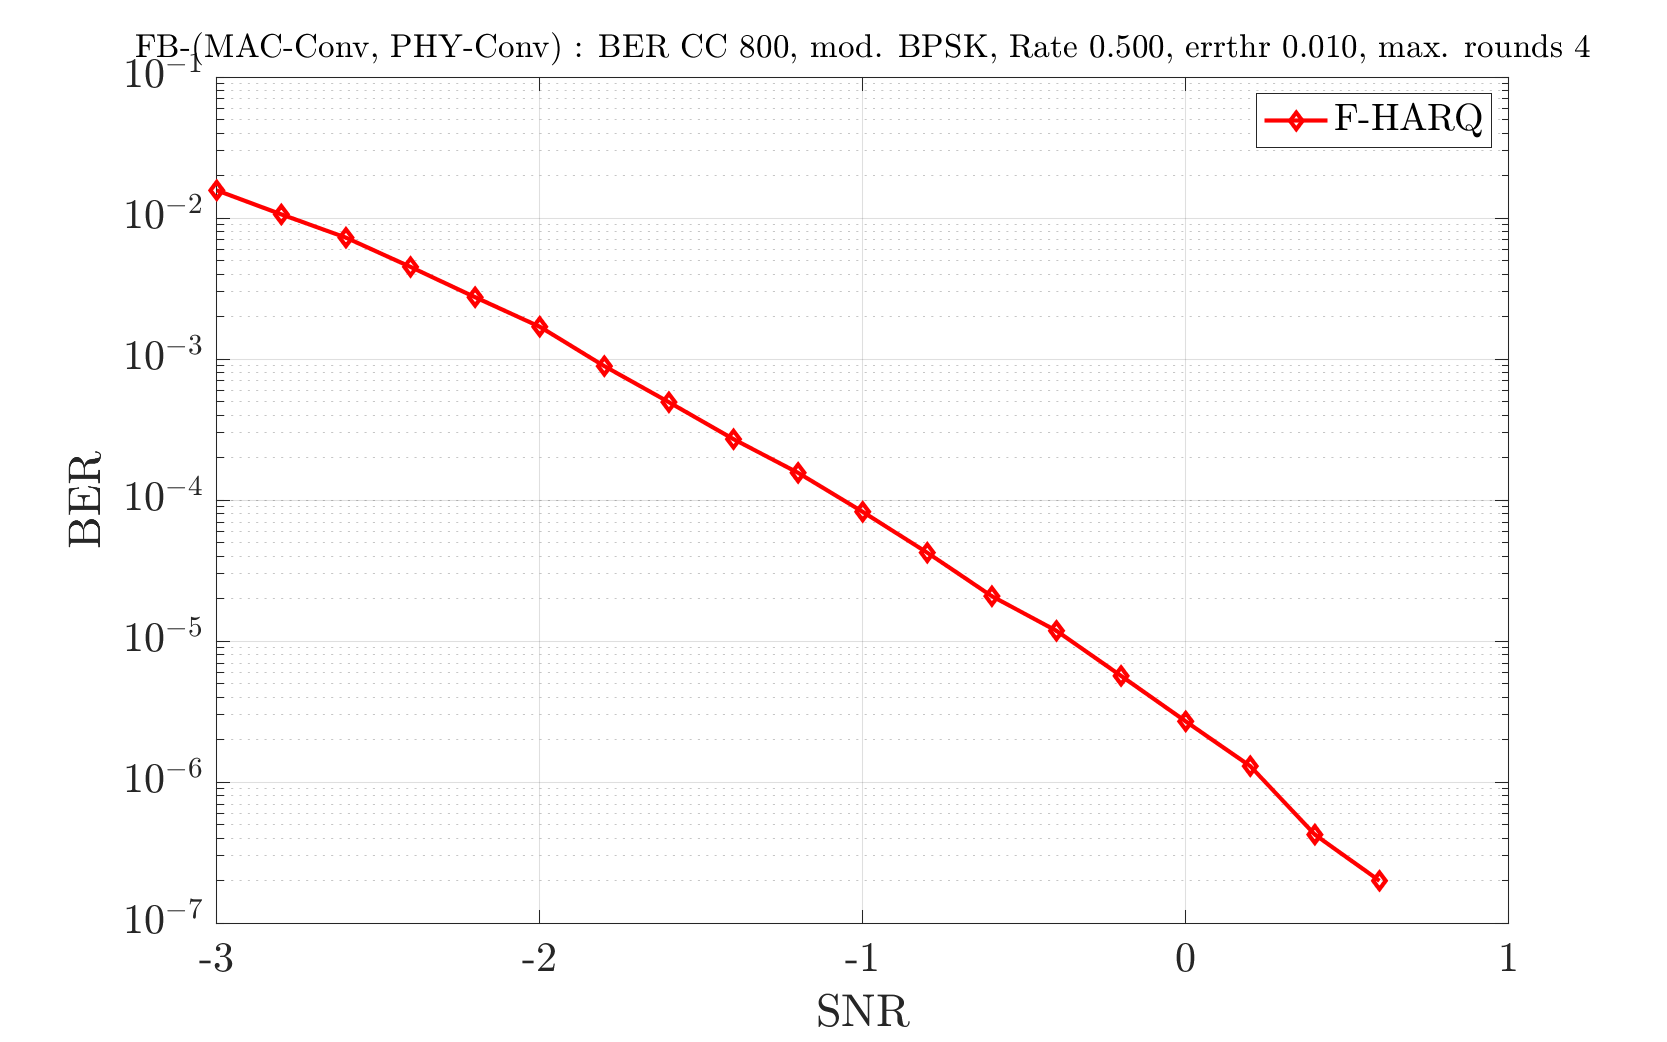 FB-(MAC-Conv, PHY-Conv) : BER CC 800, mod. BPSK, Rate 0.500, errthr 0.010, max. rounds 4
10^-1
F-HARQ
10^-2
10^-3
BER
10^-4
10^-5
10^-6
10^-7
-3 -2 -1 0 1
SNR